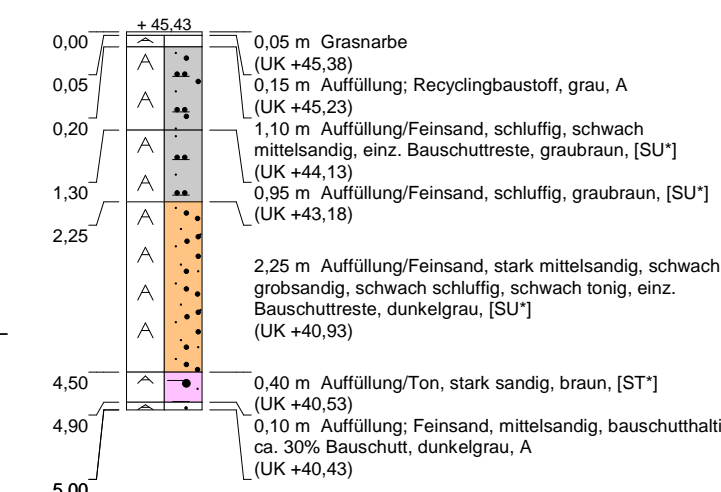 + 45,43
0,00
0,05 m Grasnarbe
(UK +45,38)
0,05
0,15 m Auffüllung; Recyclingbaustoff, grau, A
(UK +45,23)
0,20
1,10 m Auffüllung/Feinsand, schluffig, schwach
mittelsandig, einz. Bauschuttreste, graubraun, [SU*]
(UK +44,13)
1,30
0,95 m Auffüllung/Feinsand, schluffig, graubraun, [SU*]
(UK +43,18)
2,25
2,25 m Auffüllung/Feinsand, stark mittelsandig, schwach
grobsandig, schwach schluffig, schwach tonig, einz.
Bauschuttreste, dunkelgrau, [SU*]
(UK +40,93)
4,50
0,40 m Auffüllung/Ton, stark sandig, braun, [ST*]
(UK +40,53)
4,90
0,10 m Auffüllung; Feinsand, mittelsandig, bauschutthalti
ca. 30% Bauschutt, dunkelgrau, A
(UK +40,43)
5,00